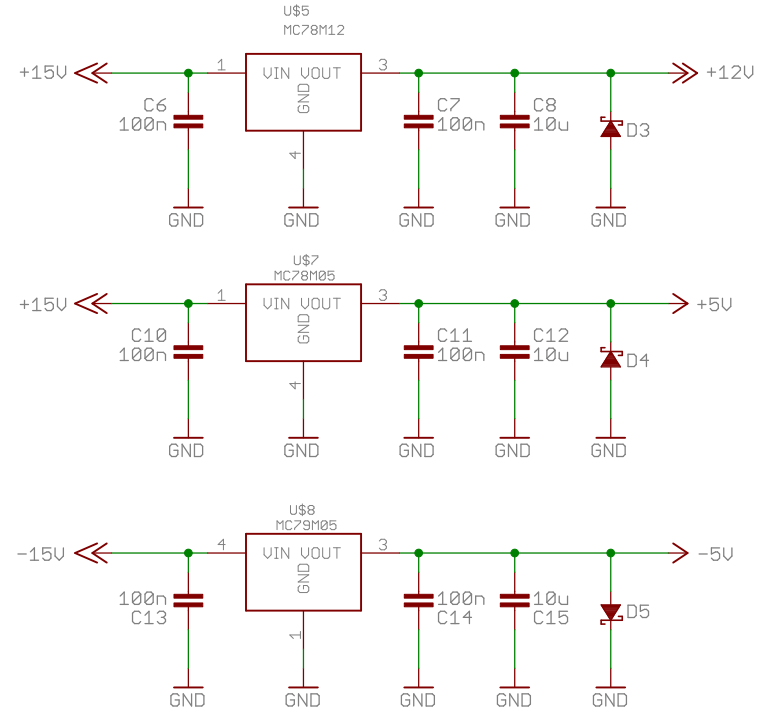 U$5
MC78M12
+15V
1
VIN VOUT
GND
3
+12V
C6
100n
4
C7
100n
C8
10u
D3
GND
GND
GND
GND
GND
U$7
MC78M05
+15V
1
VIN VOUT
GND
3
+5V
C10
100n
4
C11
100n
C12
10u
D4
GND
GND
GND
GND
GND
U$8
MC79M05
-15V
4
VIN VOUT
GND
3
-5V
100n
C13
1
100n
C14
10u
C15
D5
GND
GND
GND
GND
GND